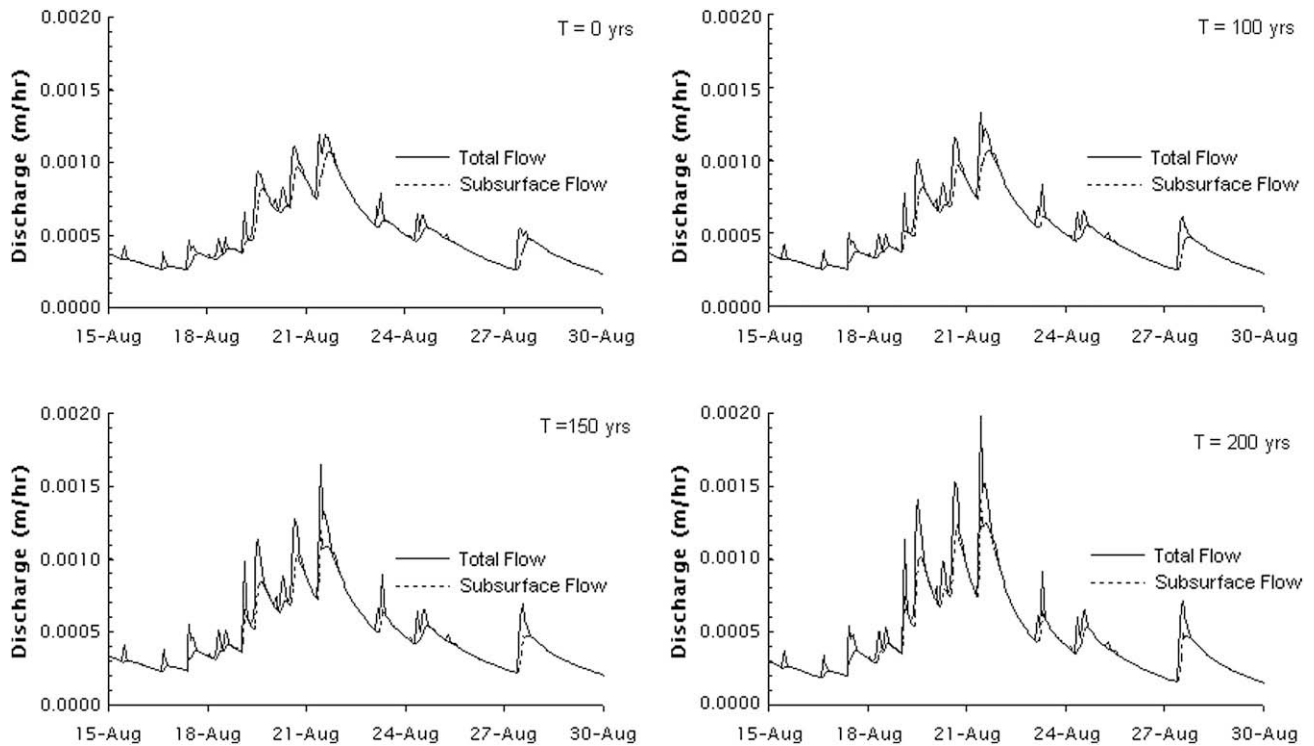 T = 0 yrs
Discharge (m/hr)
0.0020
0.0015
0.0010
0.0005
0.0000
Total Flow
Subsurface Flow
15-Aug 18-Aug 21-Aug 24-Aug 27-Aug 30-Aug
T = 100 yrs
Discharge (m/hr)
0.0020
0.0015
0.0010
0.0005
0.0000
Total Flow
Subsurface Flow
15-Aug 18-Aug 21-Aug 24-Aug 27-Aug 30-Aug
T =150 yrs
Discharge (m/hr)
0.0020
0.0015
0.0010
0.0005
0.0000
Total Flow
Subsurface Flow
15-Aug 18-Aug 21-Aug 24-Aug 27-Aug 30-Aug
T = 200 yrs
Discharge (m/hr)
0.0020
0.0015
0.0010
0.0005
0.0000
Total Flow
Subsurface Flow
15-Aug 18-Aug 21-Aug 24-Aug 27-Aug 30-Aug